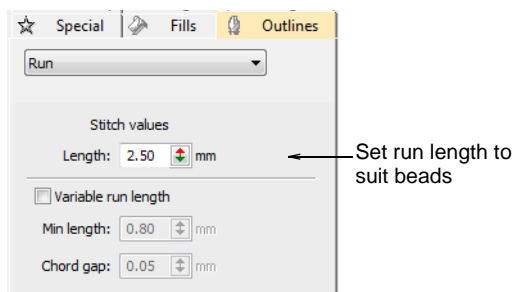 Special Fills Outlines
Run
Stitch values
Length: 2.50 mm
Set run length to
suit beads
Variable run length
Min length: 0.80 mm
Chord gap: 0.05 mm